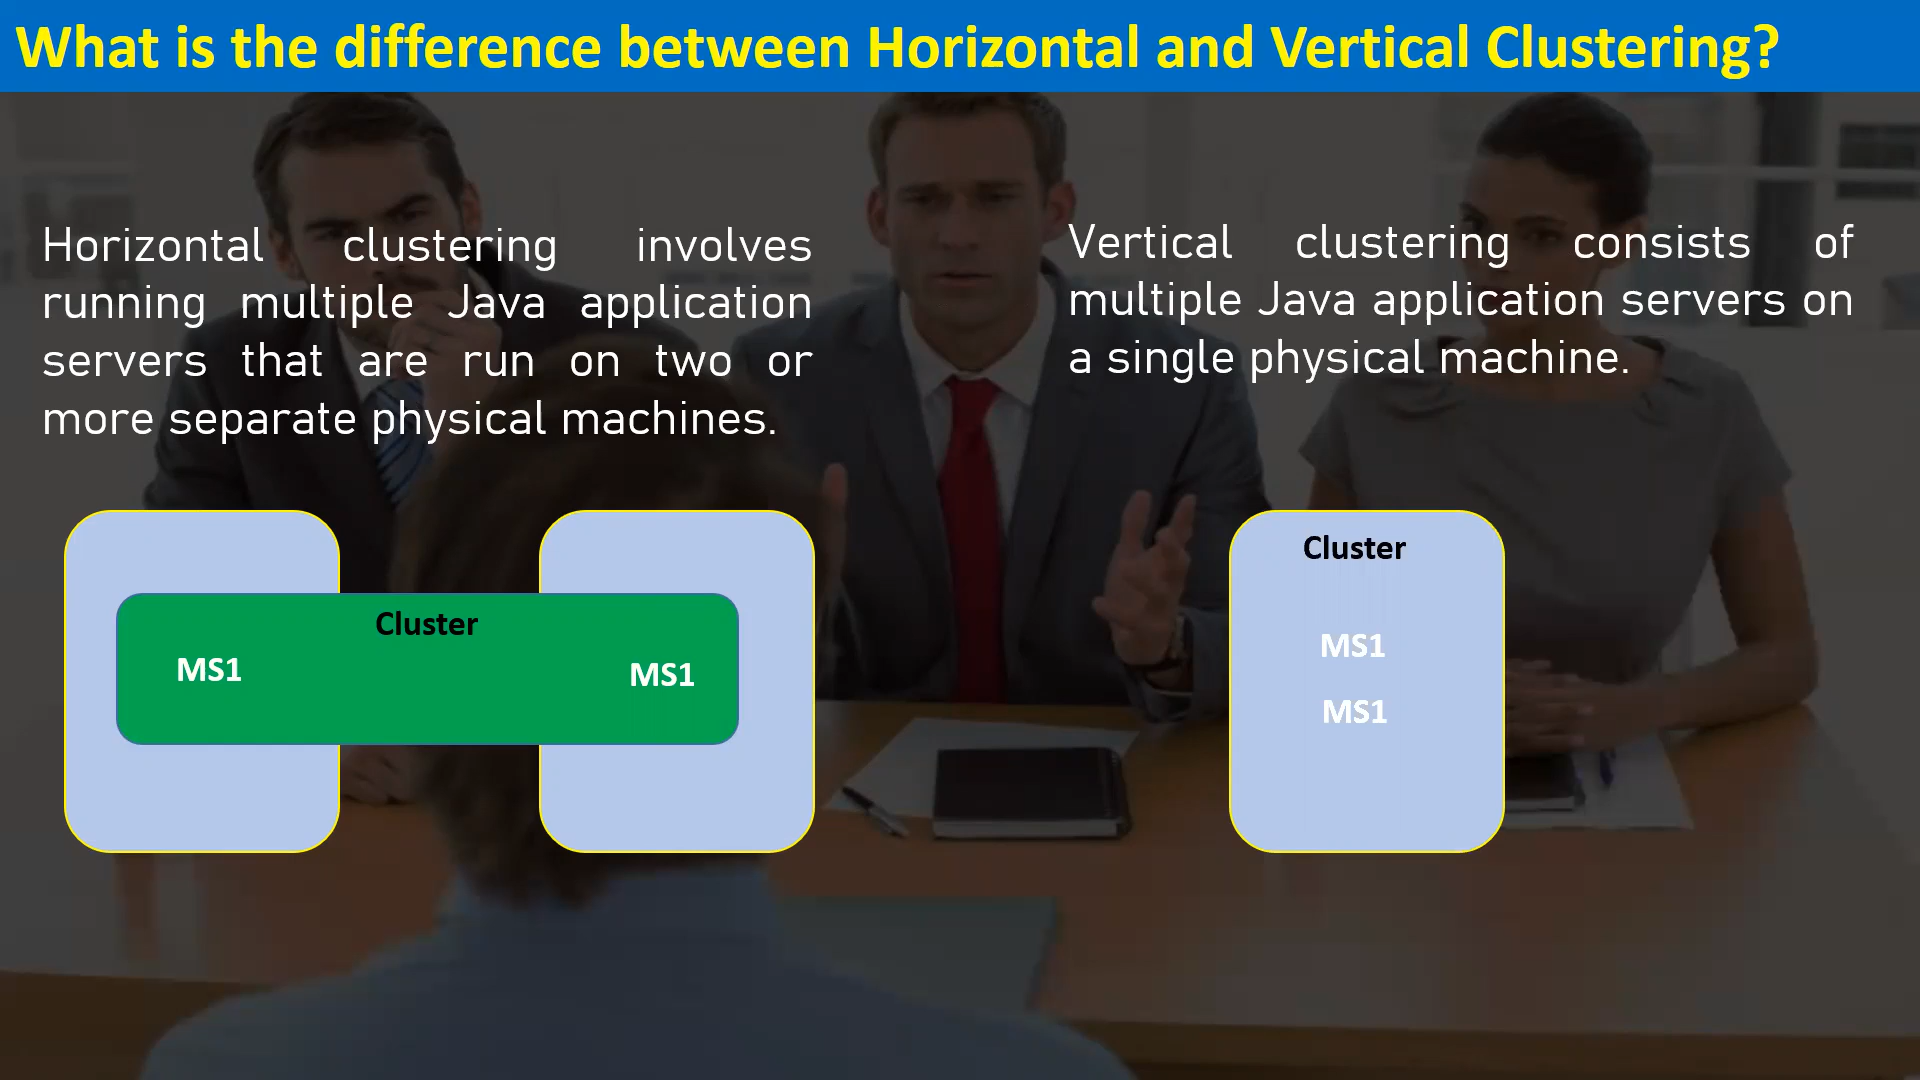 What is the difference between Horizontal and Vertical Clustering?
Horizontal clustering involves
running multiple Java application
servers that are run on two or
more separate physical machines.
Vertical clustering consists of
multiple Java application servers on
a single physical machine.
Cluster
MS1 MS1
Cluster
MS1
MS1